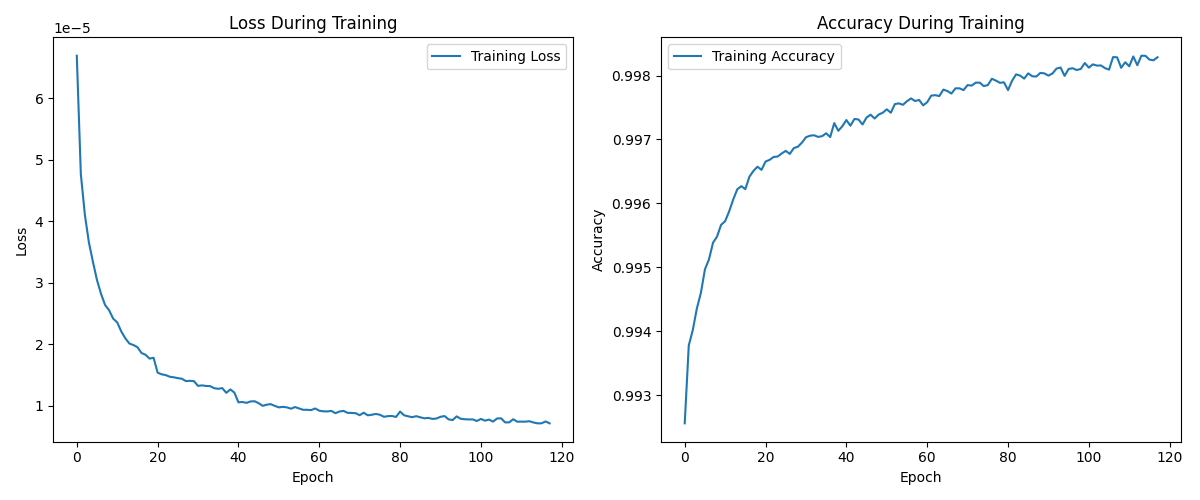 Loss During Training
1e−5
Training Loss
6
5
4
3
2
1
Loss
0 20 40 60 80 100 120
Epoch
Accuracy During Training
Training Accuracy
0.998
0.997
0.996
0.995
0.994
0.993
Accuracy
0 20 40 60 80 100 120
Epoch